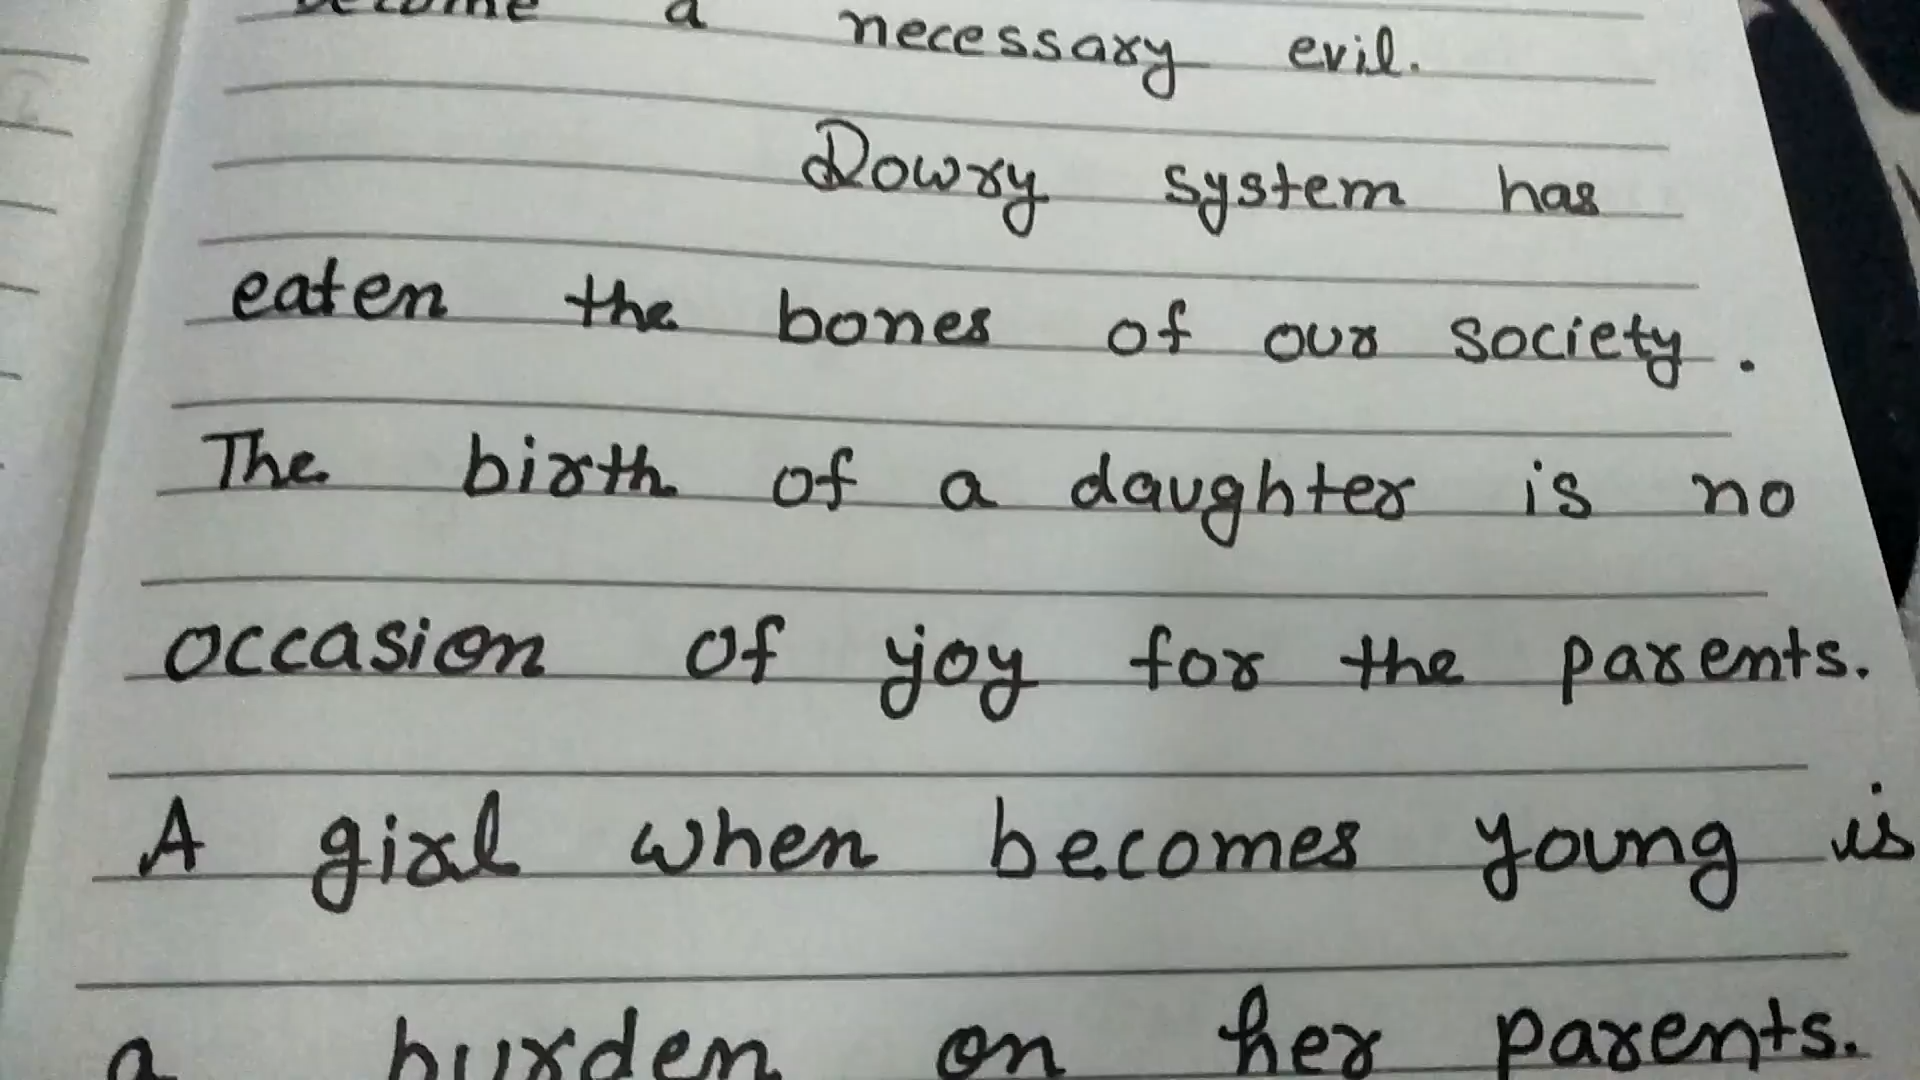 become a necessary evil.
Dowry system has
eaten the bones of our society.
The birth of a daughter is no
occasion of joy for the parents.
A girl when becomes young is
a burden on her parents.